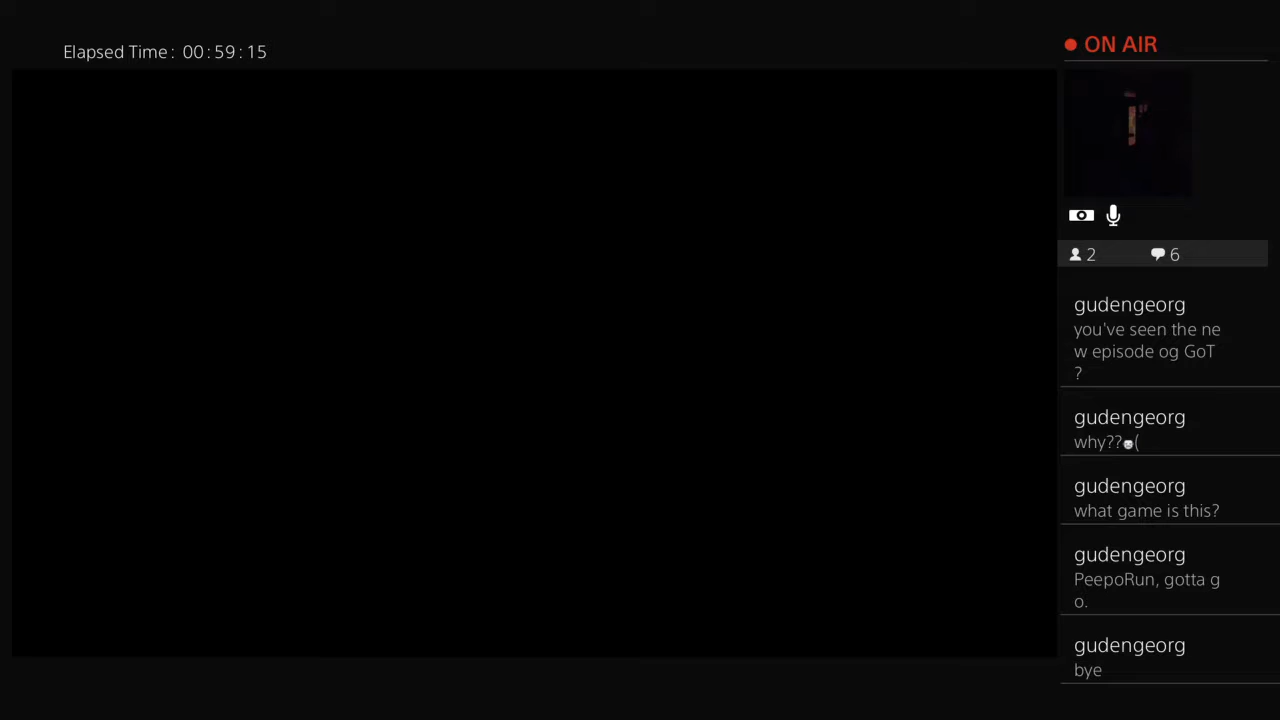 Elapsed Time: 00:59:15
ON AIR
2 6
gudengeorg
you've seen the ne
w episode og GoT
?
gudengeorg
why??(
gudengeorg
what game is this?
gudengeorg
PeepoRun, gotta g
o.
gudengeorg
bye